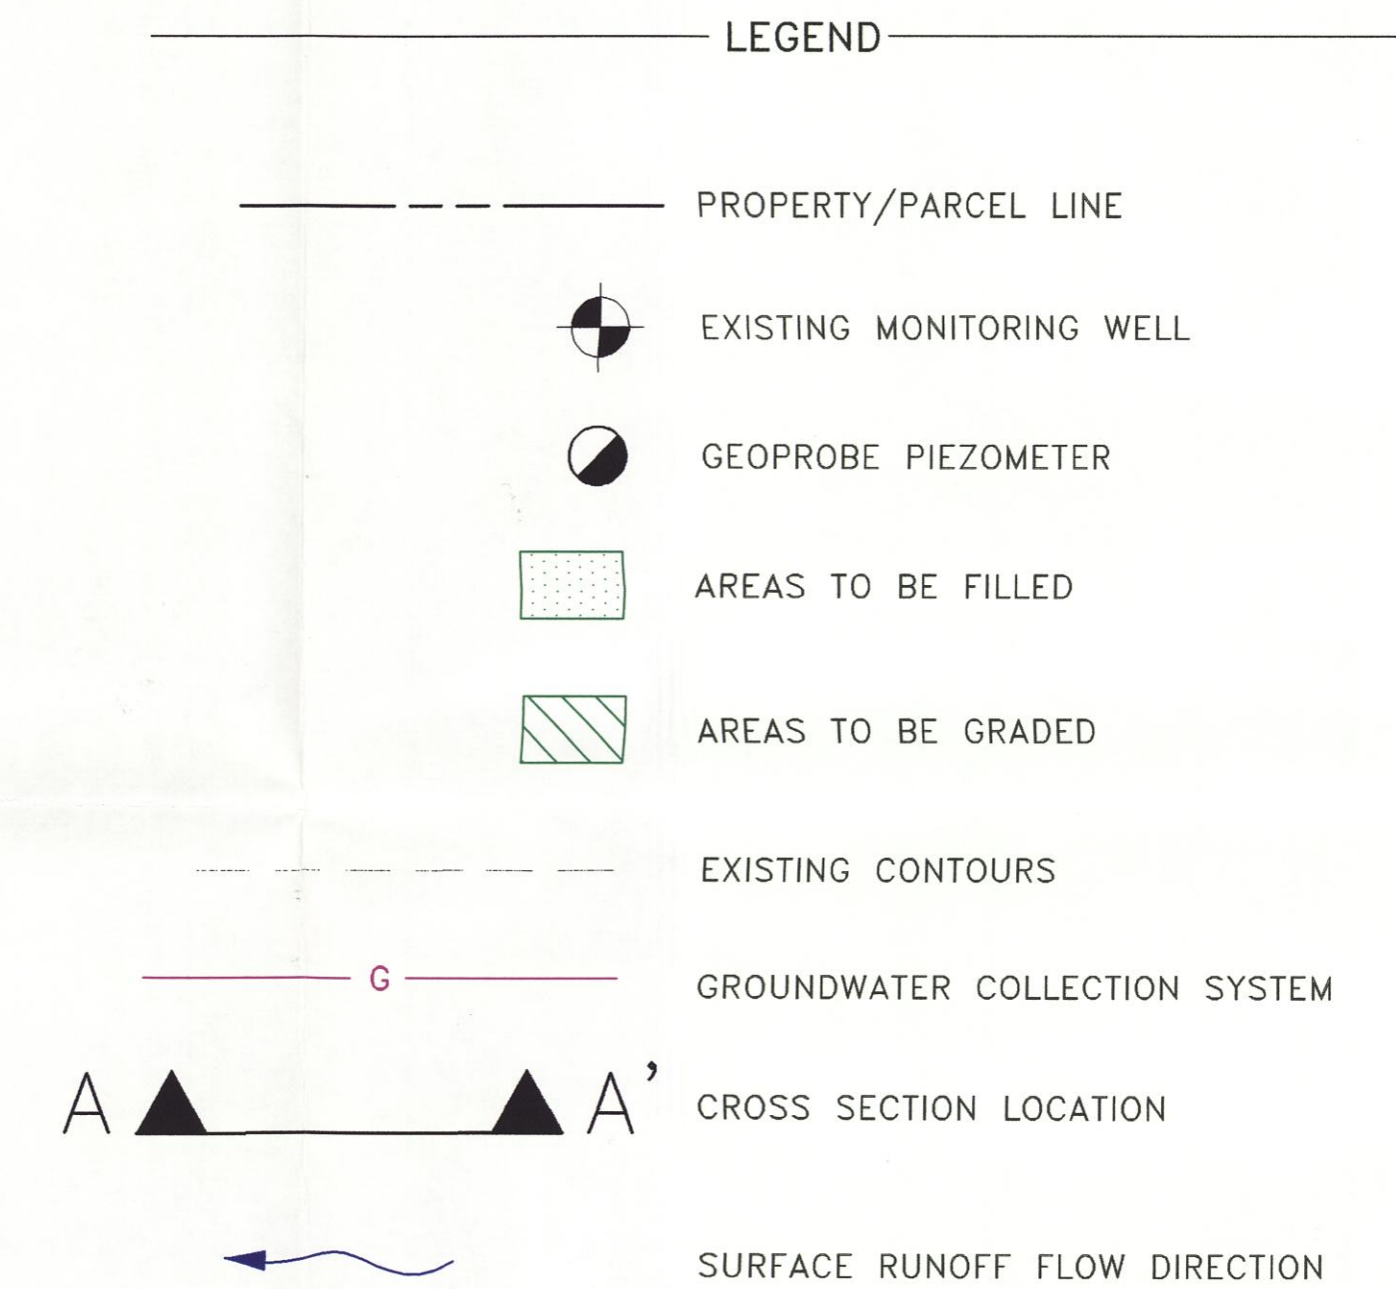 LEGEND
PROPERTY/PARCEL LINE
EXISTING MONITORING WELL
GEOPROBE PIEZOMETER
AREAS TO BE FILLED
AREAS TO BE GRADED
EXISTING CONTOURS
G GROUNDWATER COLLECTION SYSTEM
A A' CROSS SECTION LOCATION
SURFACE RUNOFF FLOW DIRECTION